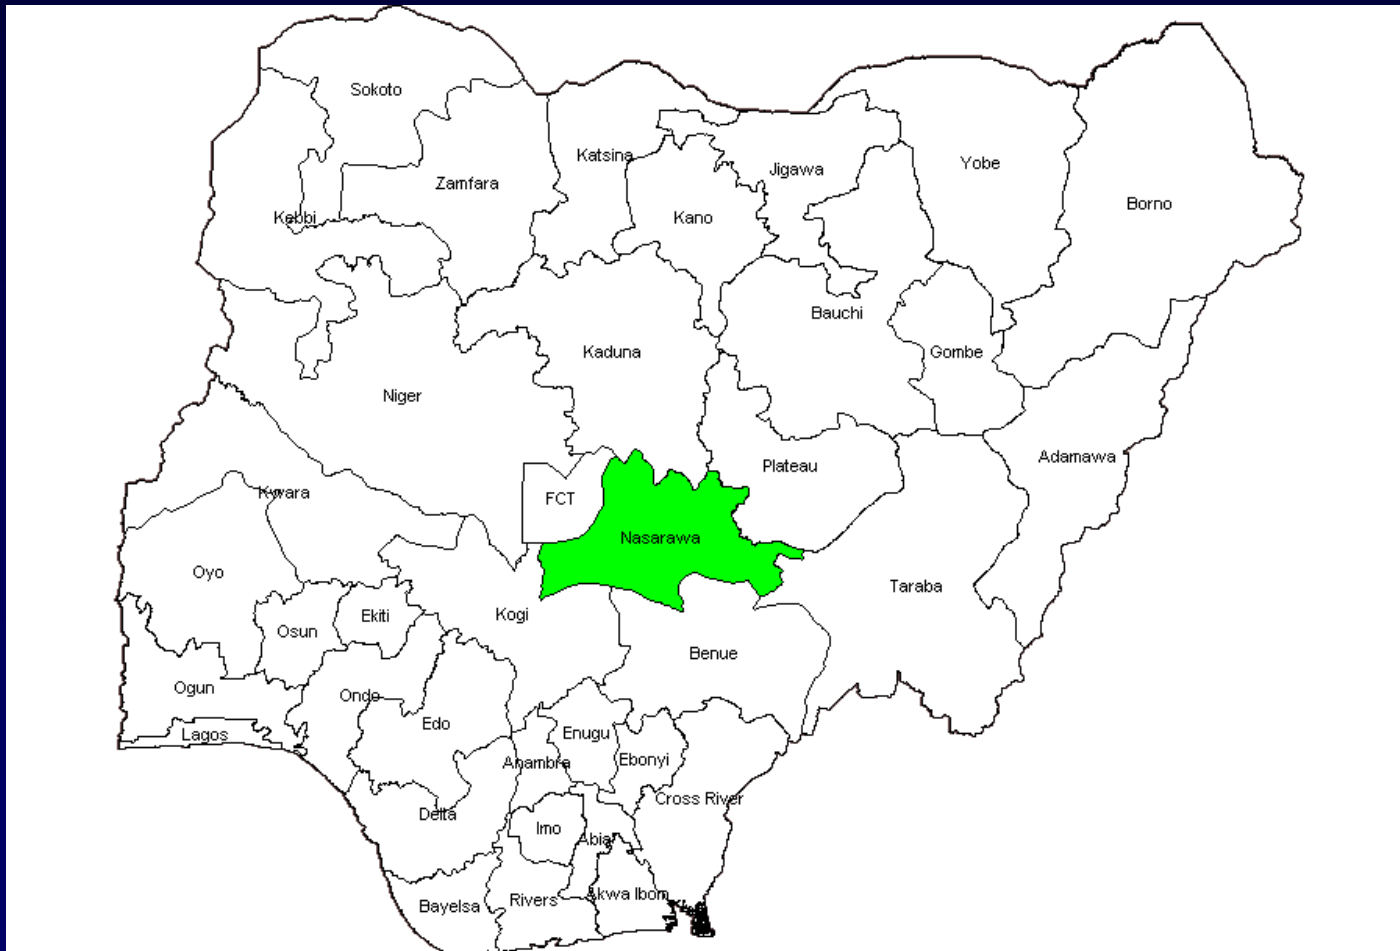 Sokoto
Katsina
Jigawa
Yobe
Zamfara
Borno
Kebbi
Kano
Bauchi
Kaduna
Gombe
Niger
Adamawa
Plateau
Kwara
FCT
Nasarawa
Oyo
Taraba
Kogi
Ekiti
Osun
Benue
Ogun
Ondo
Edo
Lagos
Enugu
Anambra
Ebonyi
Cross River
Delta
Imo
Abia
Akwa Ibom
Rivers
Bayelsa